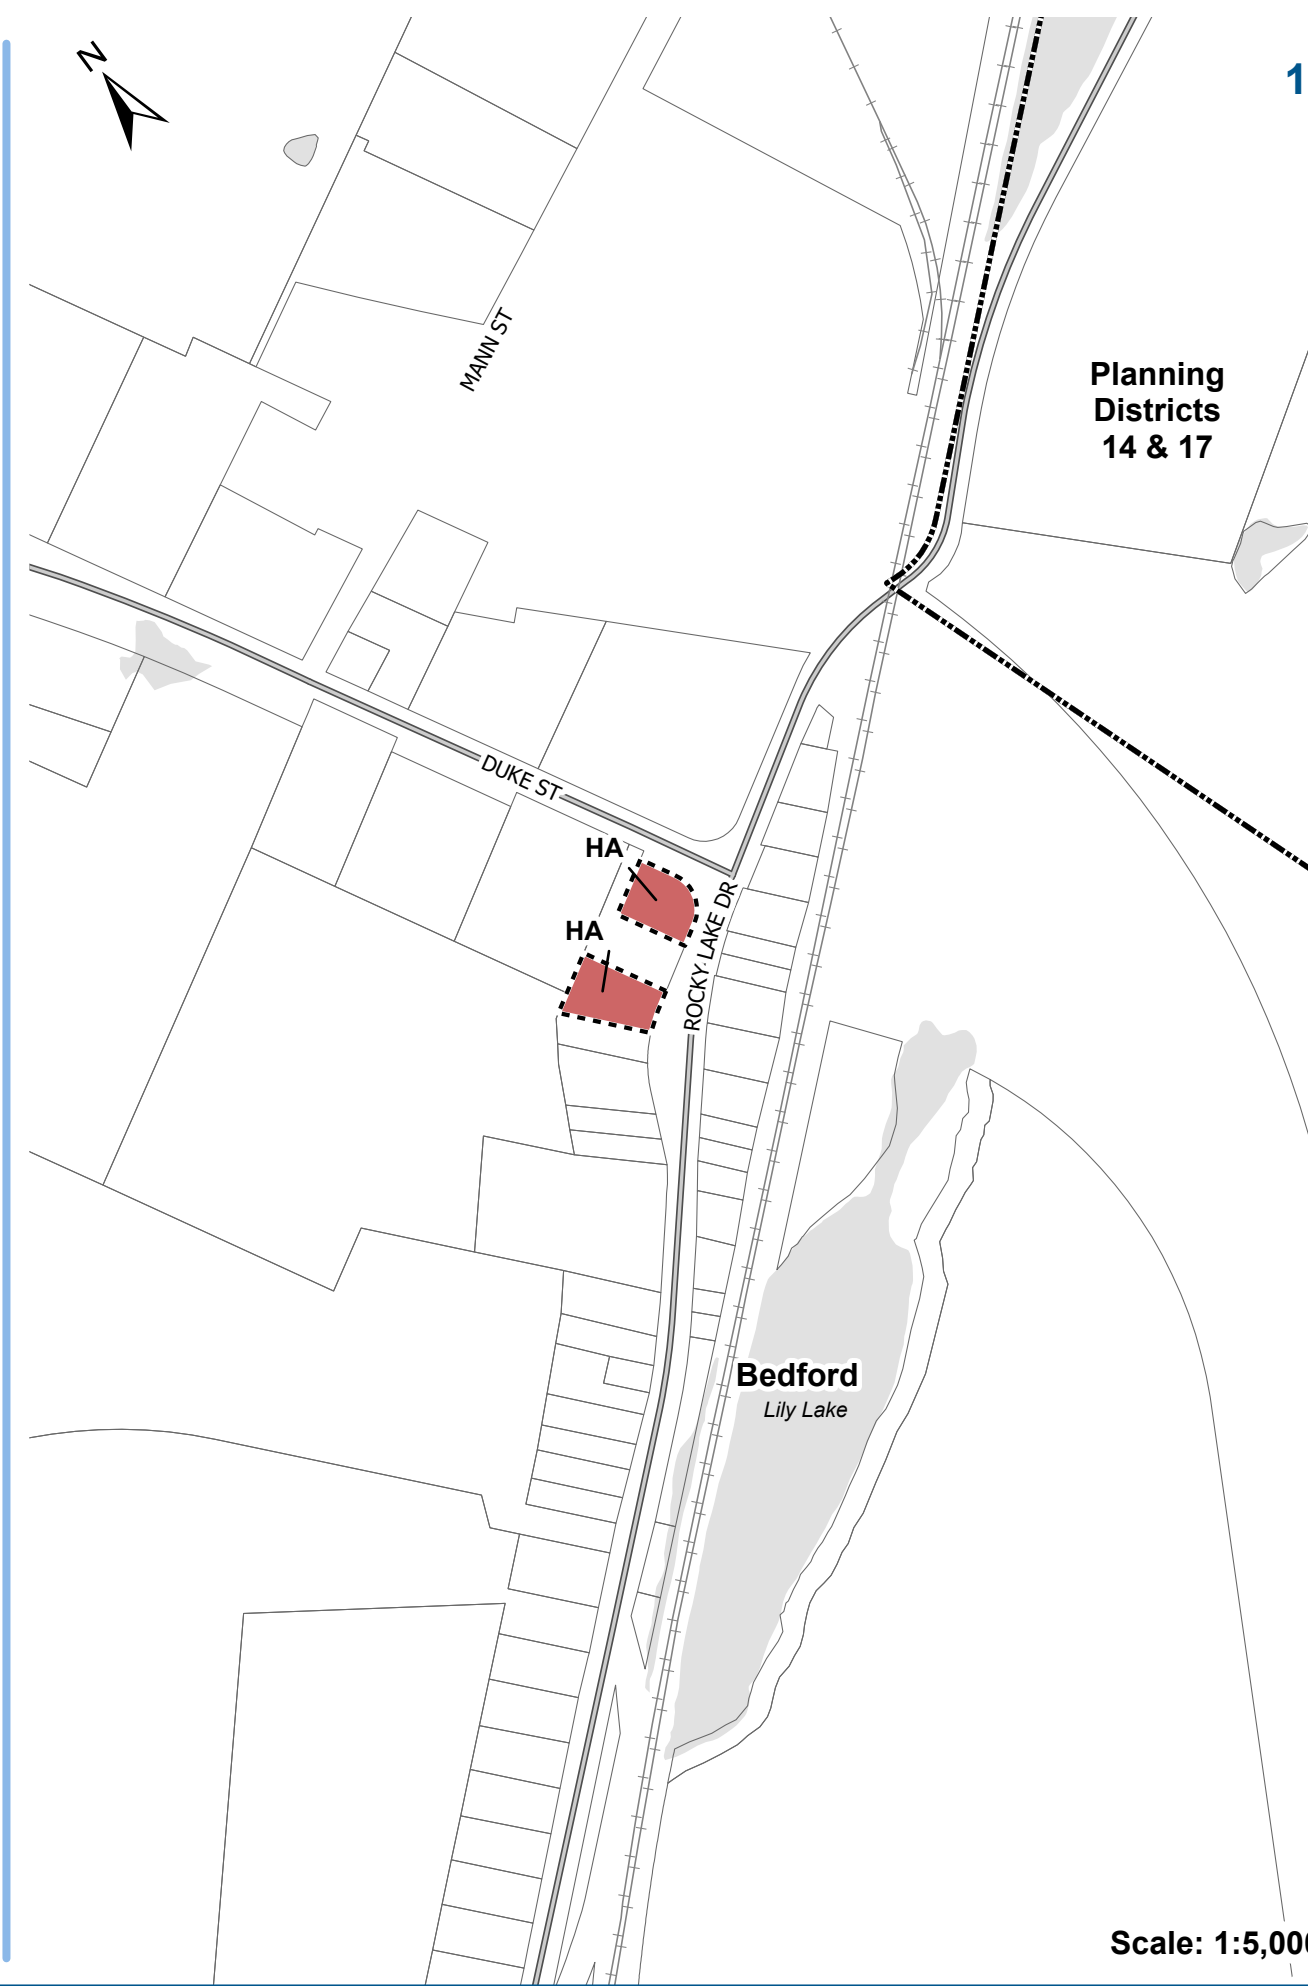 N
1
MANN ST
Planning
Districts
14 & 17
DUKE ST
HA
HA
ROCKY LAKE DR
Bedford
Lily Lake
Scale: 1:5,000